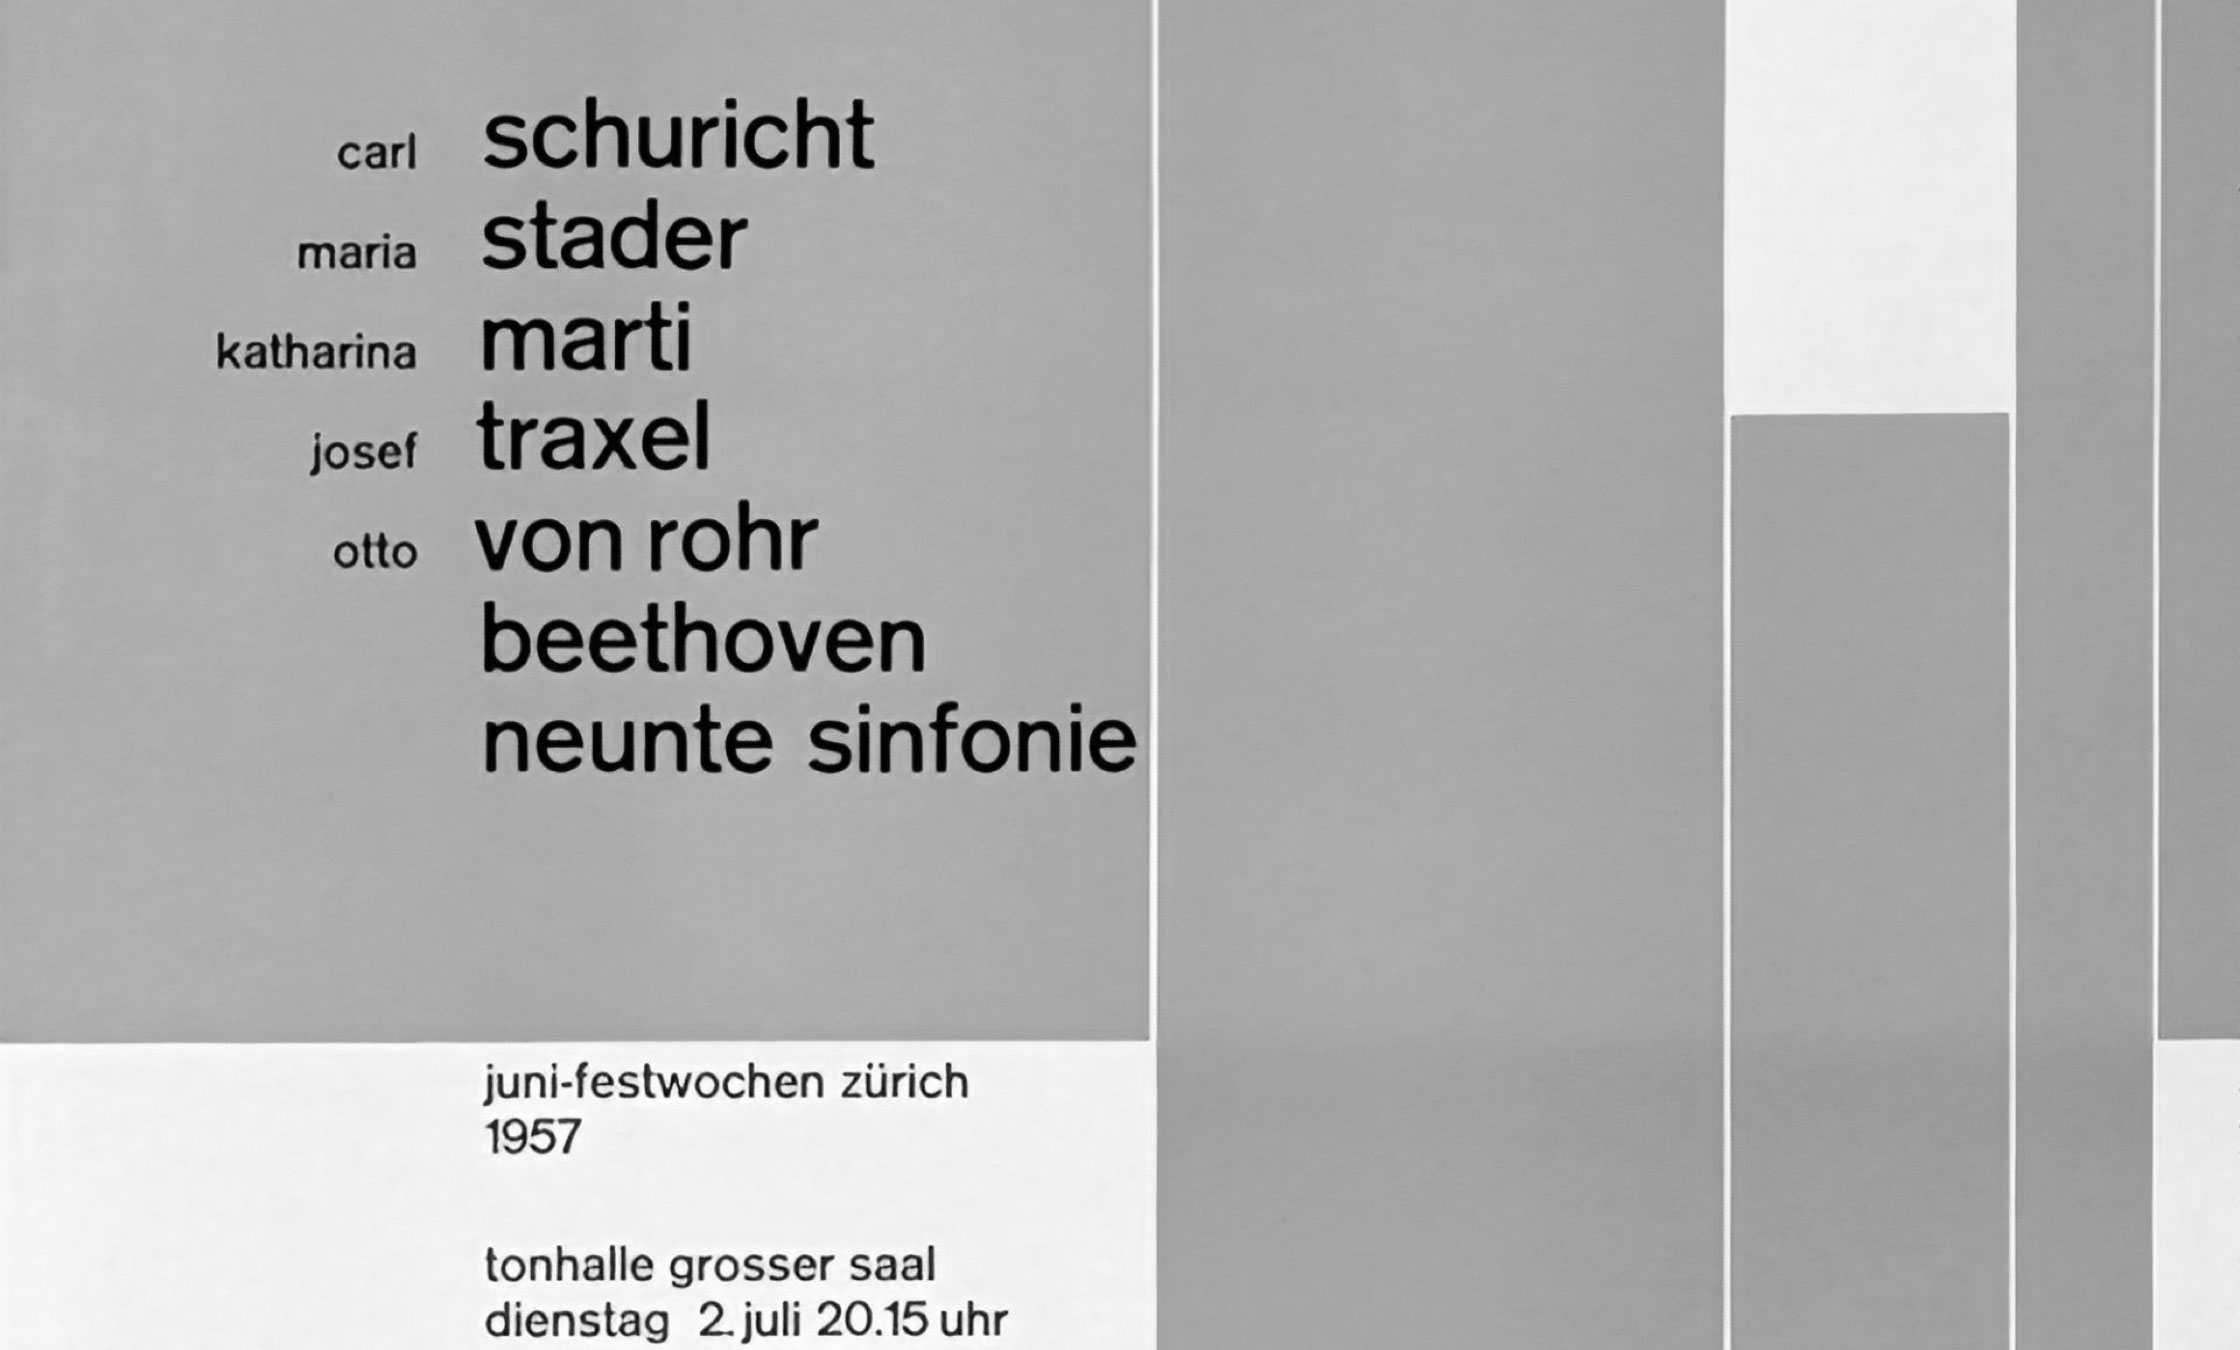 carl schuricht
maria stader
katharina marti
josef traxel
otto von rohr
beethoven
neunte sinfonie
juni-festwochen zürich
1957
tonhalle grosser saal
dienstag 2. juli 20.15 uhr